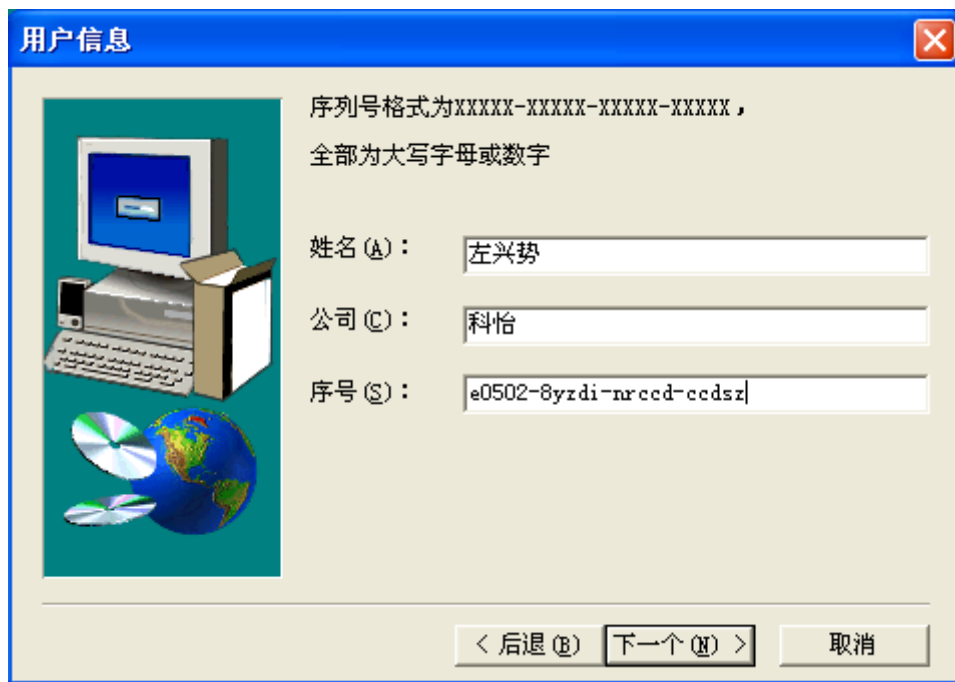 用户信息
序列号格式为XXXXX-XXXXX-XXXXX-XXXXX，
全部为大写字母或数字
姓名(A)： 左兴势
公司(C)： 科怡
序号(S)： e0502-8yzdi-nrccd-ccdsz
< 后退(B) 下一个(N) > 取消